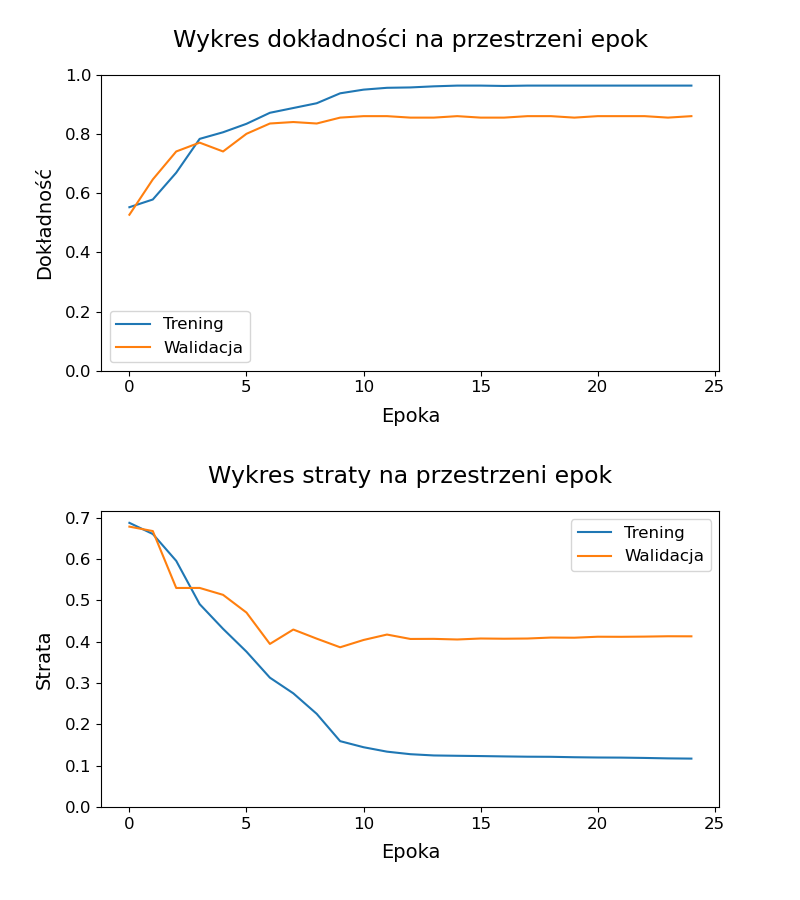 Wykres dokładności na przestrzeni epok
1.0
0.8
0.6
0.4
0.2
0.0
Dokładność
Trening
Walidacja
0 5 10 15 20 25
Epoka
Wykres straty na przestrzeni epok
0.7
0.6
0.5
0.4
0.3
0.2
0.1
0.0
Strata
Trening
Walidacja
0 5 10 15 20 25
Epoka